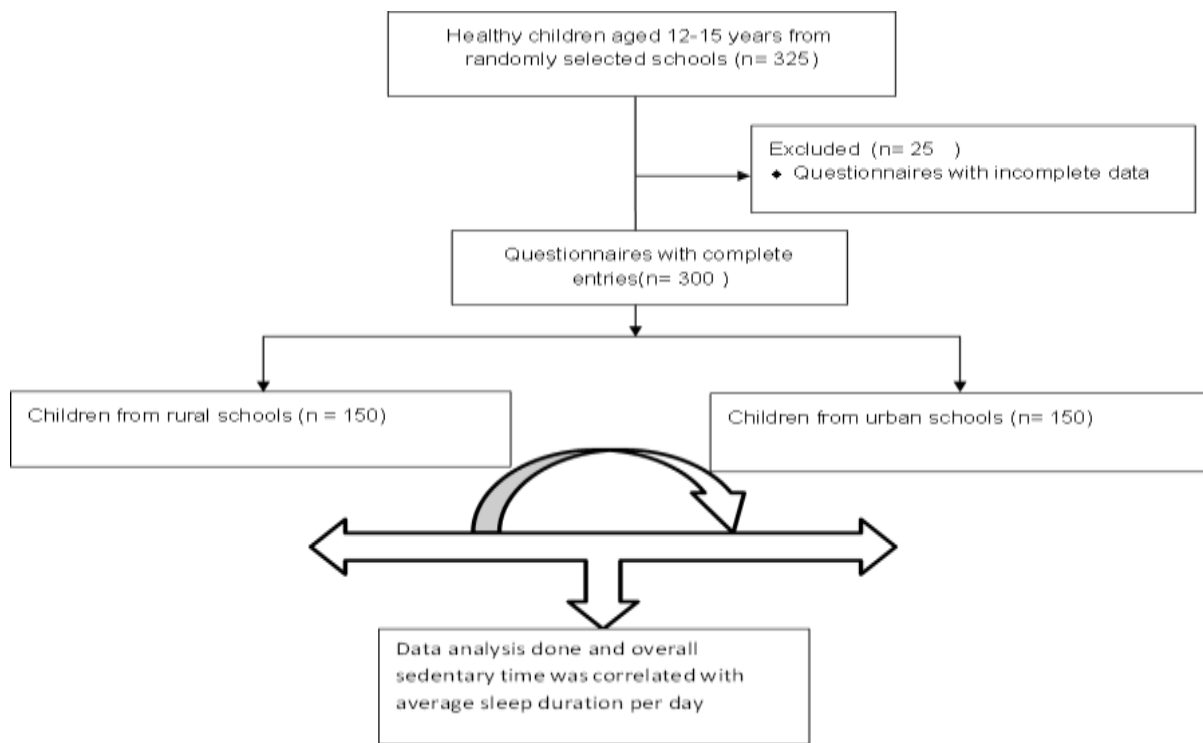 Healthy children aged 12-15 years from
randomly selected schools (n= 325)
Excluded (n= 25 )
◆ Questionnaires with incomplete data
Questionnaires with complete
entries(n= 300 )
Children from rural schools (n = 150)
Children from urban schools (n= 150)
Data analysis done and overall
sedentary time was correlated with
average sleep duration per day